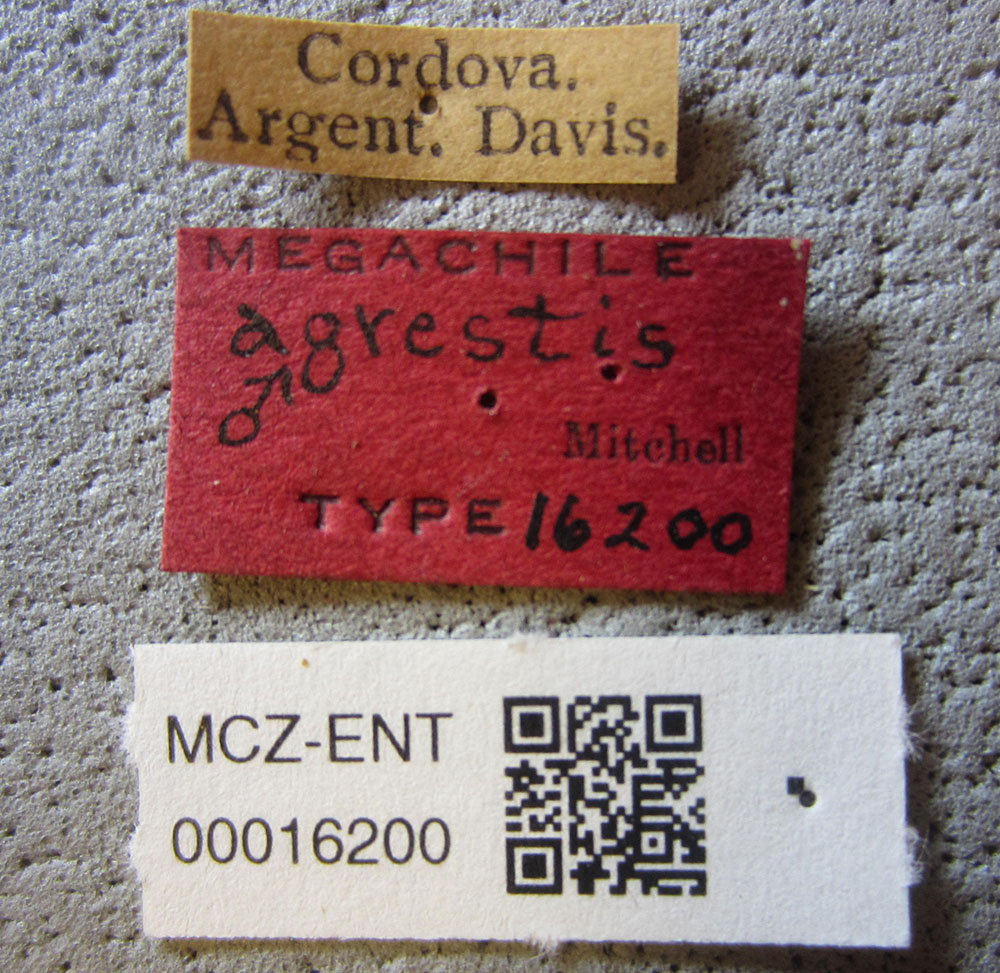 Cordova.
Argent. Davis.
MEGACHILE
agrestis
♂
Mitchell
TYPE 16200
MCZ-ENT
00016200